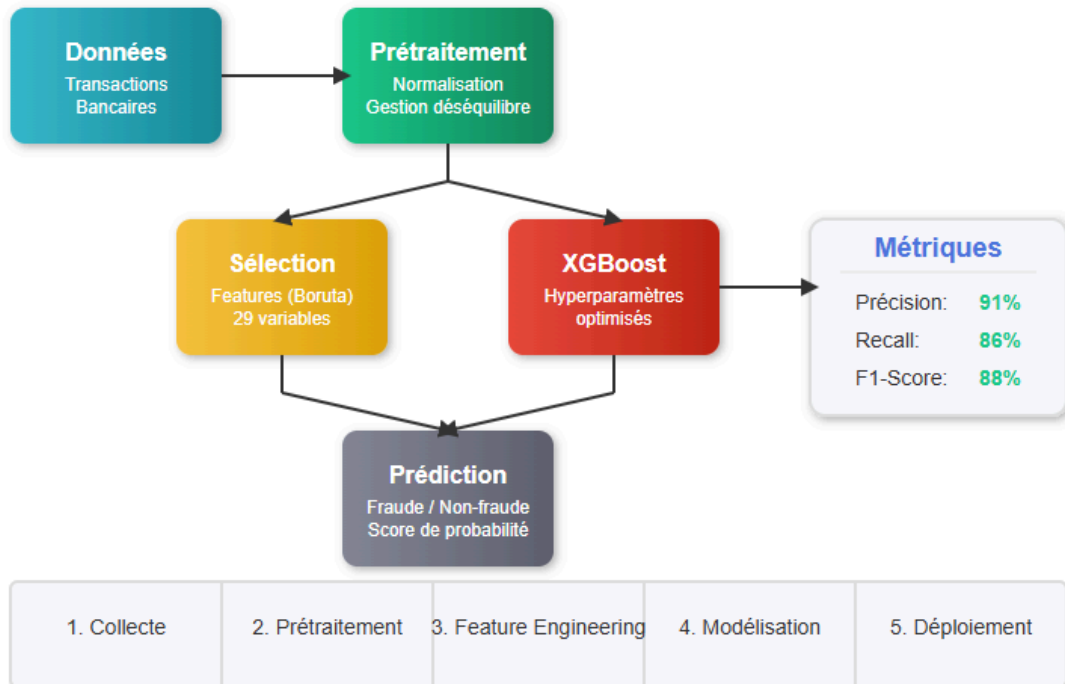 Données
Transactions
Bancaires
Prétraitement
Normalisation
Gestion déséquilibre
Sélection
Features (Boruta)
29 variables
XGBoost
Hyperparamètres
optimisés
Métriques
Précision: 91%
Recall: 86%
F1-Score: 88%
Prédiction
Fraude / Non-fraude
Score de probabilité
1. Collecte
2. Prétraitement
3. Feature Engineering
4. Modélisation
5. Déploiement